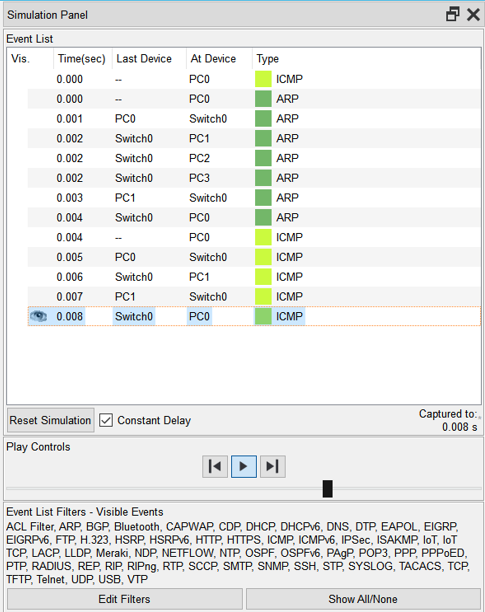 Simulation Panel
Event List
Vis. Time(sec) Last Device At Device Type
0.000 -- PC0 ICMP
0.000 -- PC0 ARP
0.001 PC0 Switch0 ARP
0.002 Switch0 PC1 ARP
0.002 Switch0 PC2 ARP
0.002 Switch0 PC3 ARP
0.003 PC1 Switch0 ARP
0.004 Switch0 PC0 ARP
0.004 -- PC0 ICMP
0.005 PC0 Switch0 ICMP
0.006 Switch0 PC1 ICMP
0.007 PC1 Switch0 ICMP
0.008 Switch0 PC0 ICMP
Reset Simulation Constant Delay Captured to:
0.008 s
Play Controls
Event List Filters - Visible Events
ACL Filter, ARP, BGP, Bluetooth, CAPWAP, CDP, DHCP, DHCPv6, DNS, DTP, EAPOL, EIGRP,
EIGRPv6, FTP, H.323, HSRP, HSRPv6, HTTP, HTTPS, ICMP, ICMPv6, IPSec, ISAKMP, IoT, IoT
TCP, LACP, LLDP, Meraki, NDP, NETFLOW, NTP, OSPF, OSPFv6, PAgP, POP3, PPP, PPPoED,
PTP, RADIUS, REP, RIP, RIPng, RTP, SCCP, SMTP, SNMP, SSH, STP, SYSLOG, TACACS, TCP,
TFTP, Telnet, UDP, USB, VTP
Edit Filters Show All/None